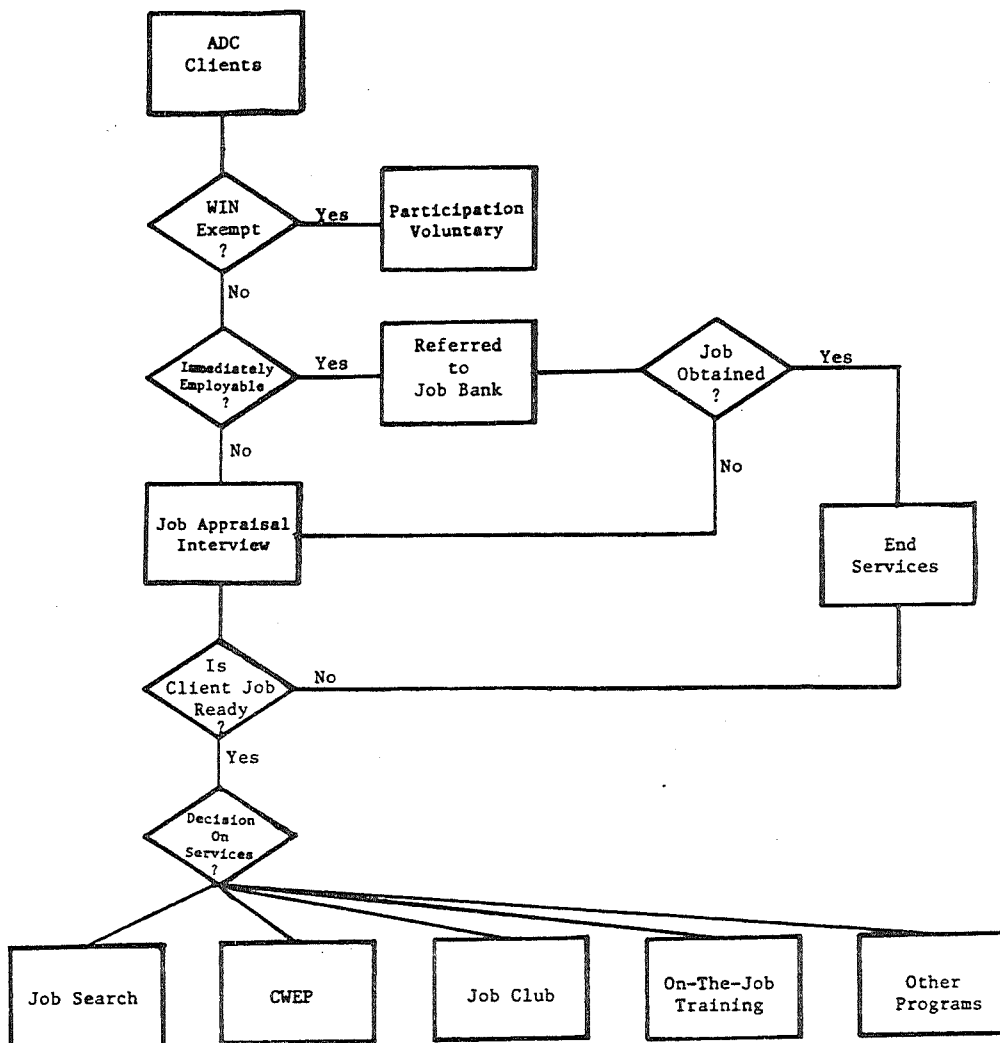 ADC
Clients
WIN
Exempt
?
Yes
Participation
Voluntary
No
Immediately
Employable
?
Yes
Referred
to
Job Bank
Job
Obtained
?
Yes
No
No
Job Appraisal
Interview
End
Services
Is
Client Job
Ready
?
No
Yes
Decision
On
Services
?
Job Search
CWEP
Job Club
On-The-Job
Training
Other
Programs